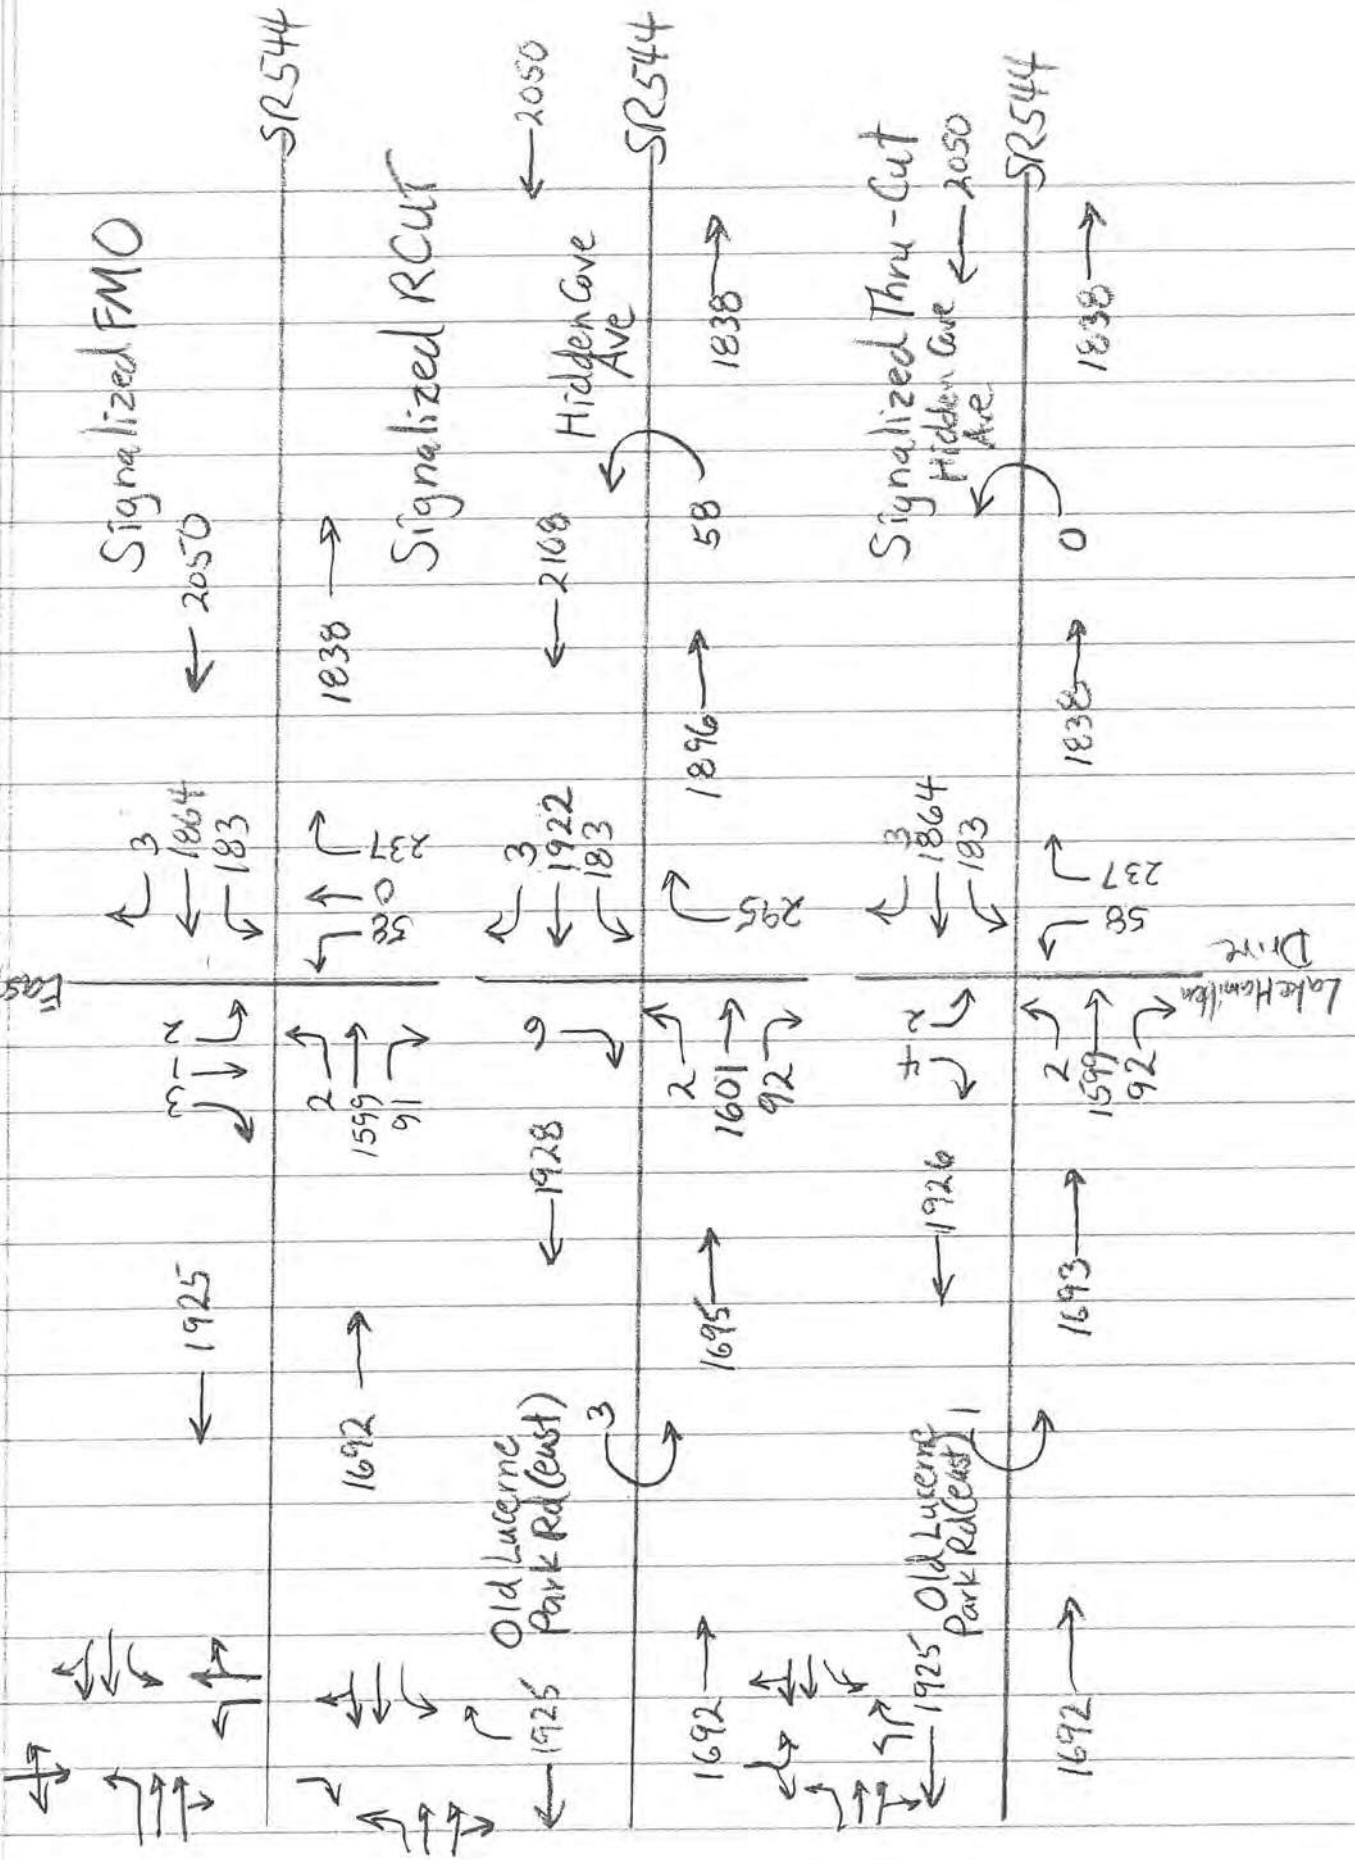 Signalized FMO
← 2050
SR544
3
1864
183
East
3 1 2
← 1925
2
1599
91
58 0 237
1838 →
1692 →
Signalized RCUT
← 2050
Hidden Cove
Ave
SR544
← 2108
3
1922
183
6
← 1928
Old Lucerne
Park Rd (east)
3
← 1925
1692 →
1695 →
2
1601
92
295
1896 →
58
1838 →
Signalized Thru-Cut
Hidden Cove
Ave
← 2050
SR544
3
1864
183
4 2
← 1926
Old Lucerne
Park Rd (east)
1
← 1925
1692 →
1693 →
2
1599
92
58 237
1838 →
0
1838 →
Lake Hamilton
Drive